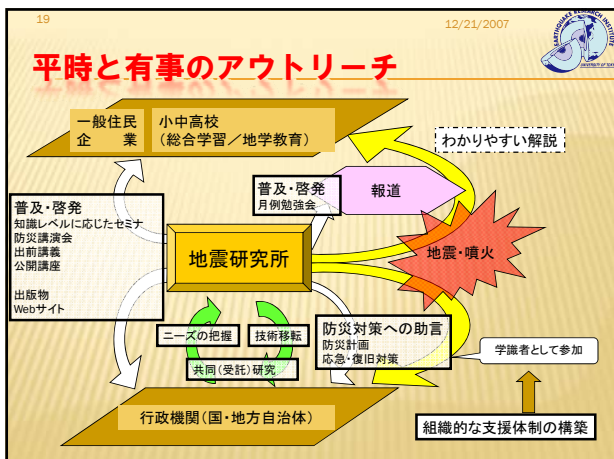 19
12/21/2007
EARTHQUAKE RESEARCH INSTITUTE
UNIVERSITY OF TOKYO
平時と有事のアウトリーチ
一般住民
企　業
小中高校
(総合学習／地学教育)
わかりやすい解説
普及・啓発
月例勉強会
報道
普及・啓発
知識レベルに応じたセミナ
防災講演会
出前講義
公開講座
出版物
Webサイト
地震研究所
地震・噴火
ニーズの把握
技術移転
共同(受託)研究
防災対策への助言
防災計画
応急・復旧対策
学識者として参加
行政機関(国・地方自治体)
組織的な支援体制の構築